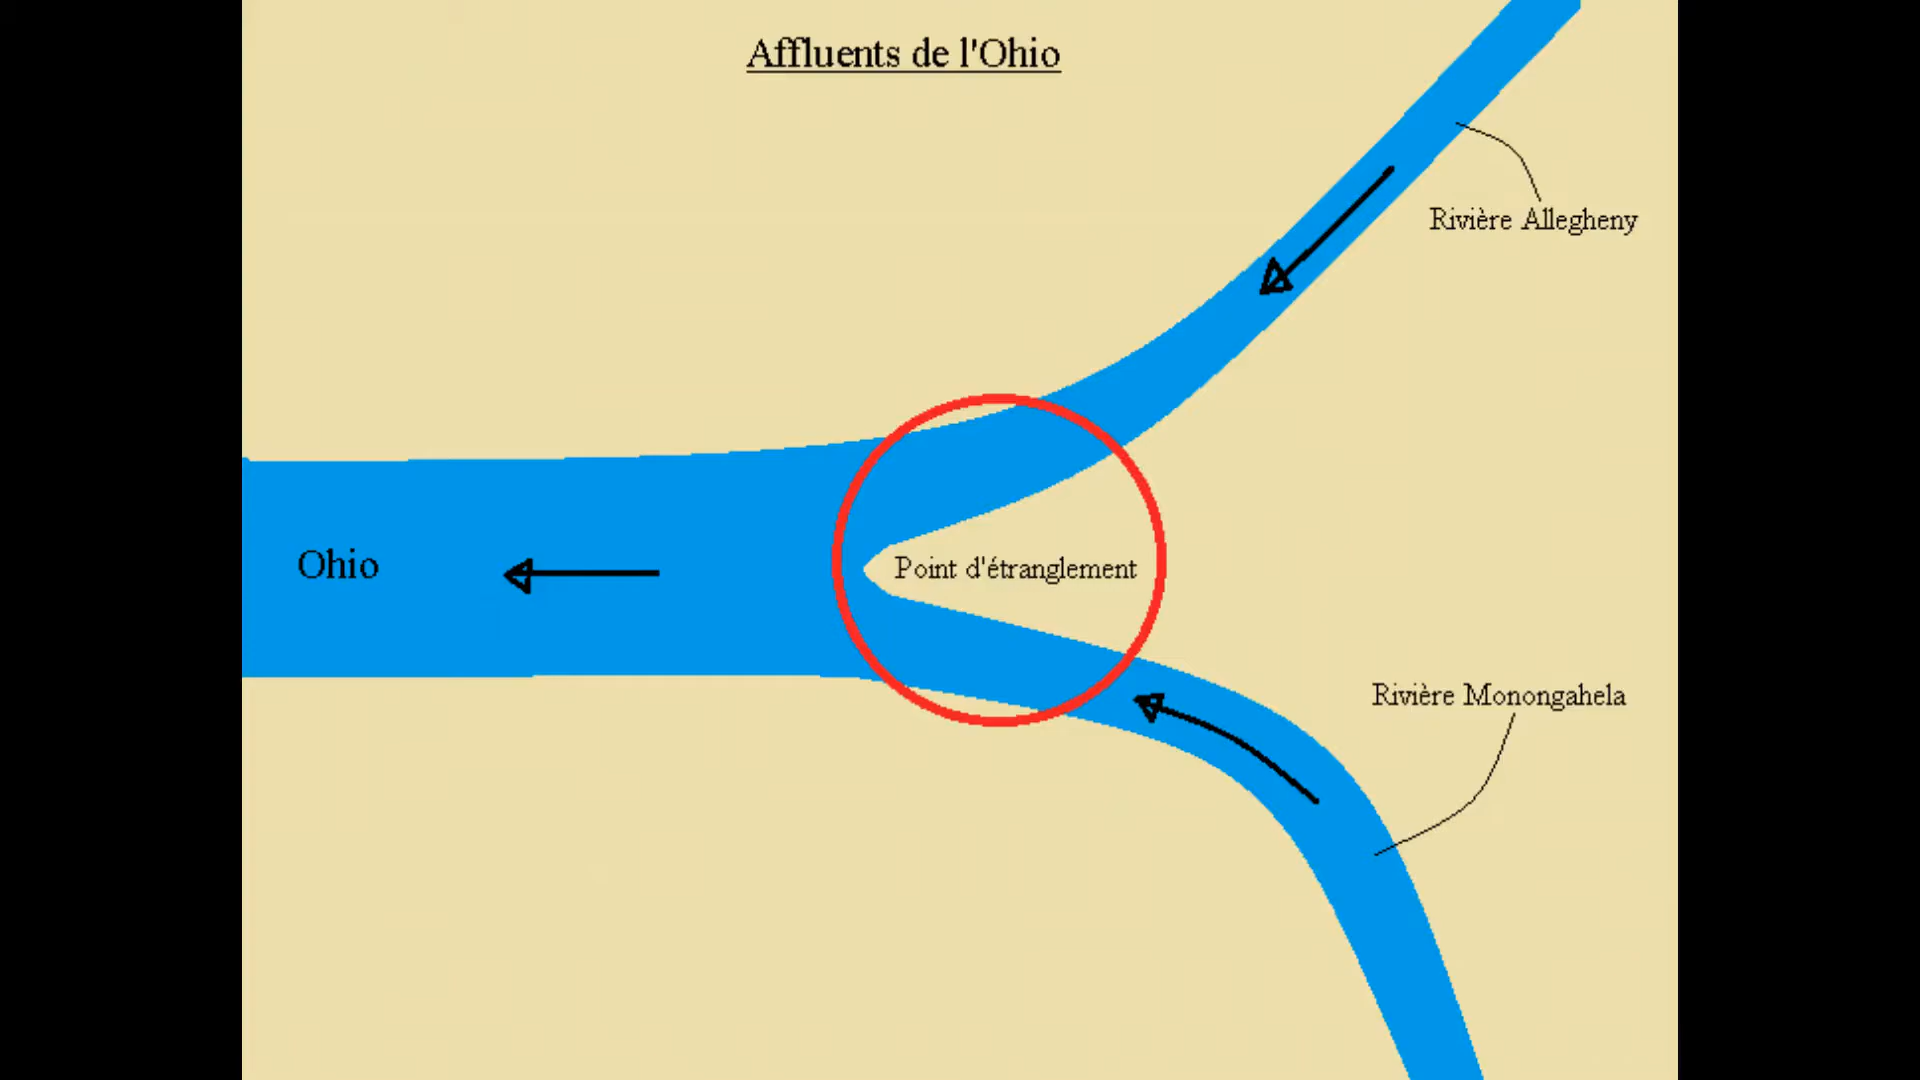 Affluents de l'Ohio
Rivière Allegheny
Ohio
Point d'étranglement
Rivière Monongahela